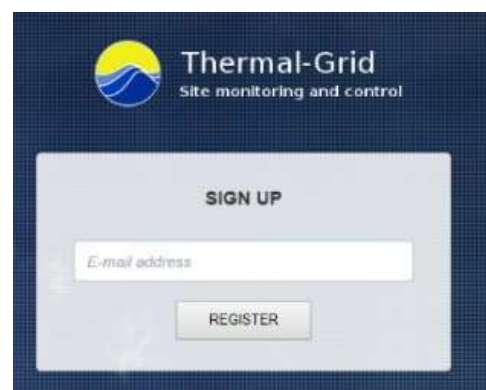 Thermal-Grid
Site monitoring and control
SIGN UP
E-mail address
REGISTER